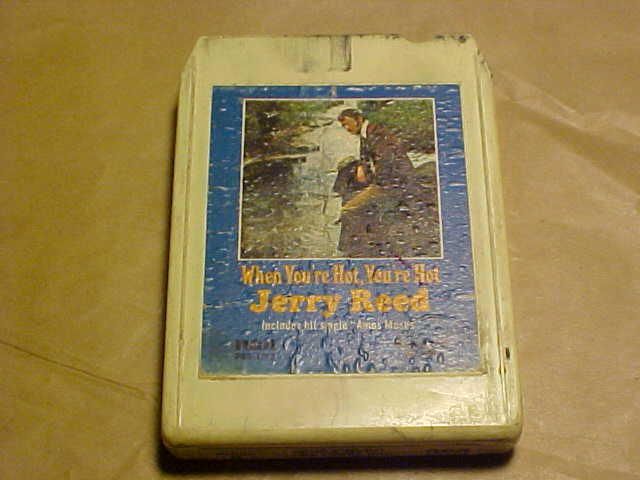 When You're Hot, You're Hot
Jerry Reed
Includes hit single "Amos Moses"
RCA